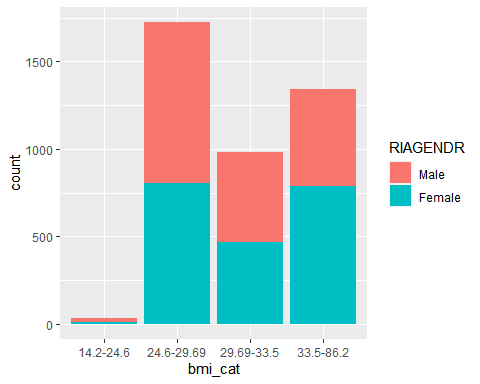 1500
1000
500
0
count
14.2-24.6 24.6-29.69 29.69-33.5 33.5-86.2
bmi_cat
RIAGENDR
Male
Female